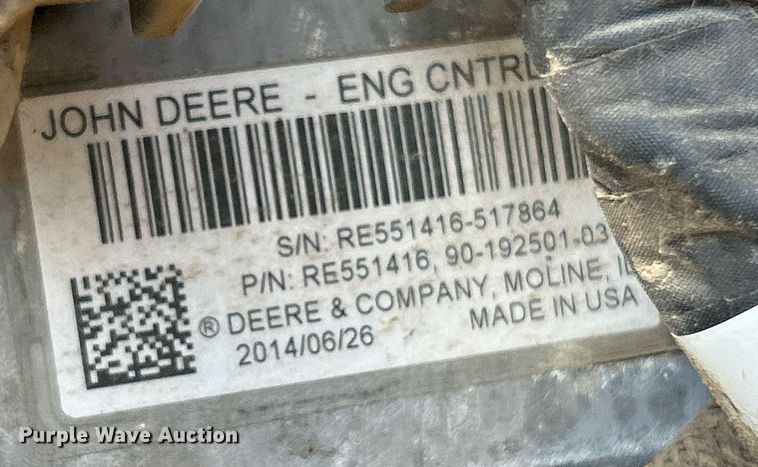 JOHN DEERE - ENG CNTRL
S/N: RE551416-517864
P/N: RE551416, 90-192501-03
® DEERE & COMPANY, MOLINE, IL
2014/06/26 MADE IN USA
Purple Wave Auction